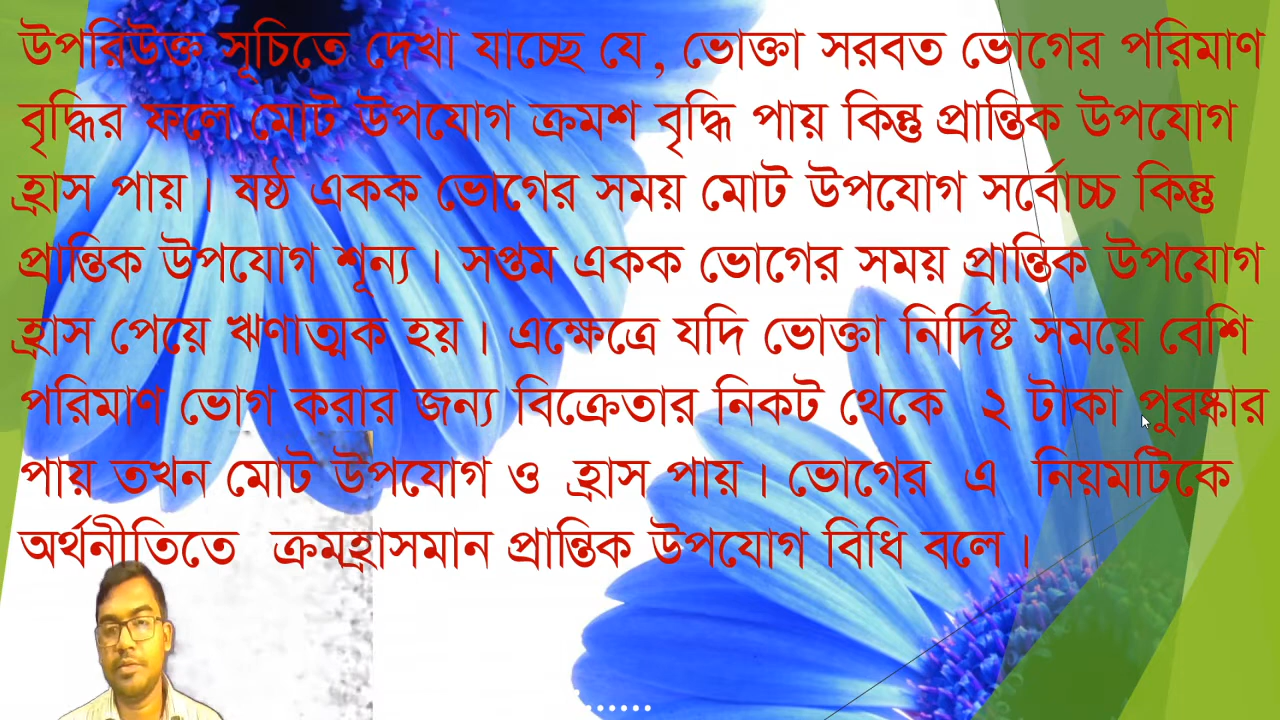 উপরিউক্ত সূচিতে দেখা যাচ্ছে যে, ভোক্তা সরবত ভোগের পরিমাণ
বৃদ্ধির ফলে মোট উপযোগ ক্রমশ বৃদ্ধি পায় কিন্তু প্রান্তিক উপযোগ
হ্রাস পায়। ষষ্ঠ একক ভোগের সময় মোট উপযোগ সর্বোচ্চ কিন্তু
প্রান্তিক উপযোগ শূন্য। সপ্তম একক ভোগের সময় প্রান্তিক উপযোগ
হ্রাস পেয়ে ঋণাত্মক হয়। এক্ষেত্রে যদি ভোক্তা নির্দিষ্ট সময়ে বেশি
পরিমাণ ভোগ করার জন্য বিক্রেতার নিকট থেকে ২ টাকা পুরষ্কার
পায় তখন মোট উপযোগ ও হ্রাস পায়। ভোগের এ নিয়মটিকে
অর্থনীতিতে ক্রমহ্রাসমান প্রান্তিক উপযোগ বিধি বলে।